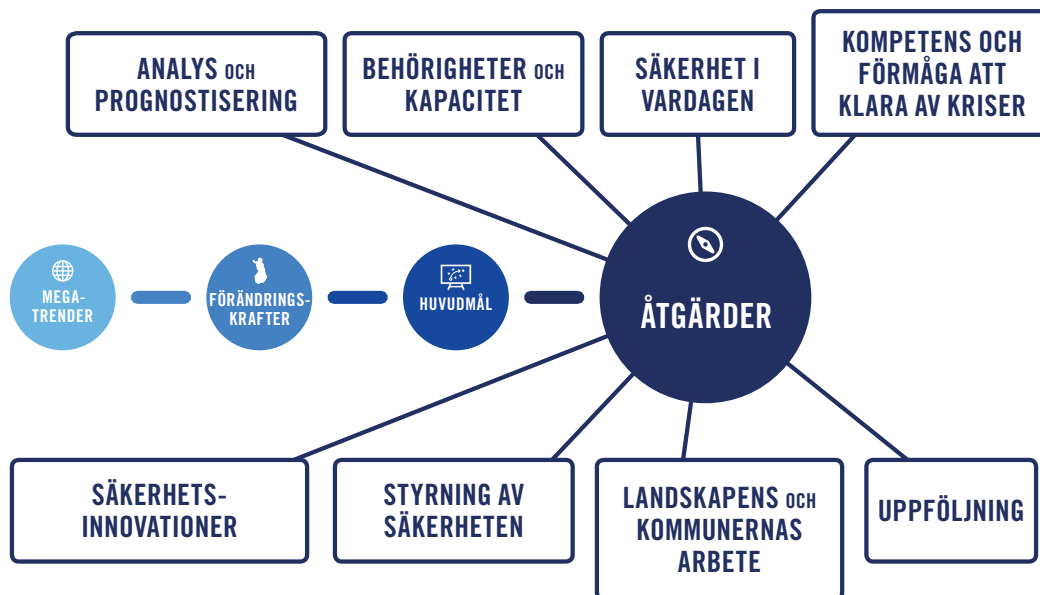 ANALYS OCH
PROGNOSTISERING
BEHÖRIGHETER OCH
KAPACITET
SÄKERHET I
VARDAGEN
KOMPETENS OCH
FÖRMÅGA ATT
KLARA AV KRISER
MEGA-
TRENDER
FÖRÄNDRINGS-
KRAFTER
HUVUDMÅL
ÅTGÄRDER
SÄKERHETS-
INNOVATIONER
STYRNING AV
SÄKERHETEN
LANDSKAPENS OCH
KOMMUNERNAS
ARBETE
UPPFÖLJNING